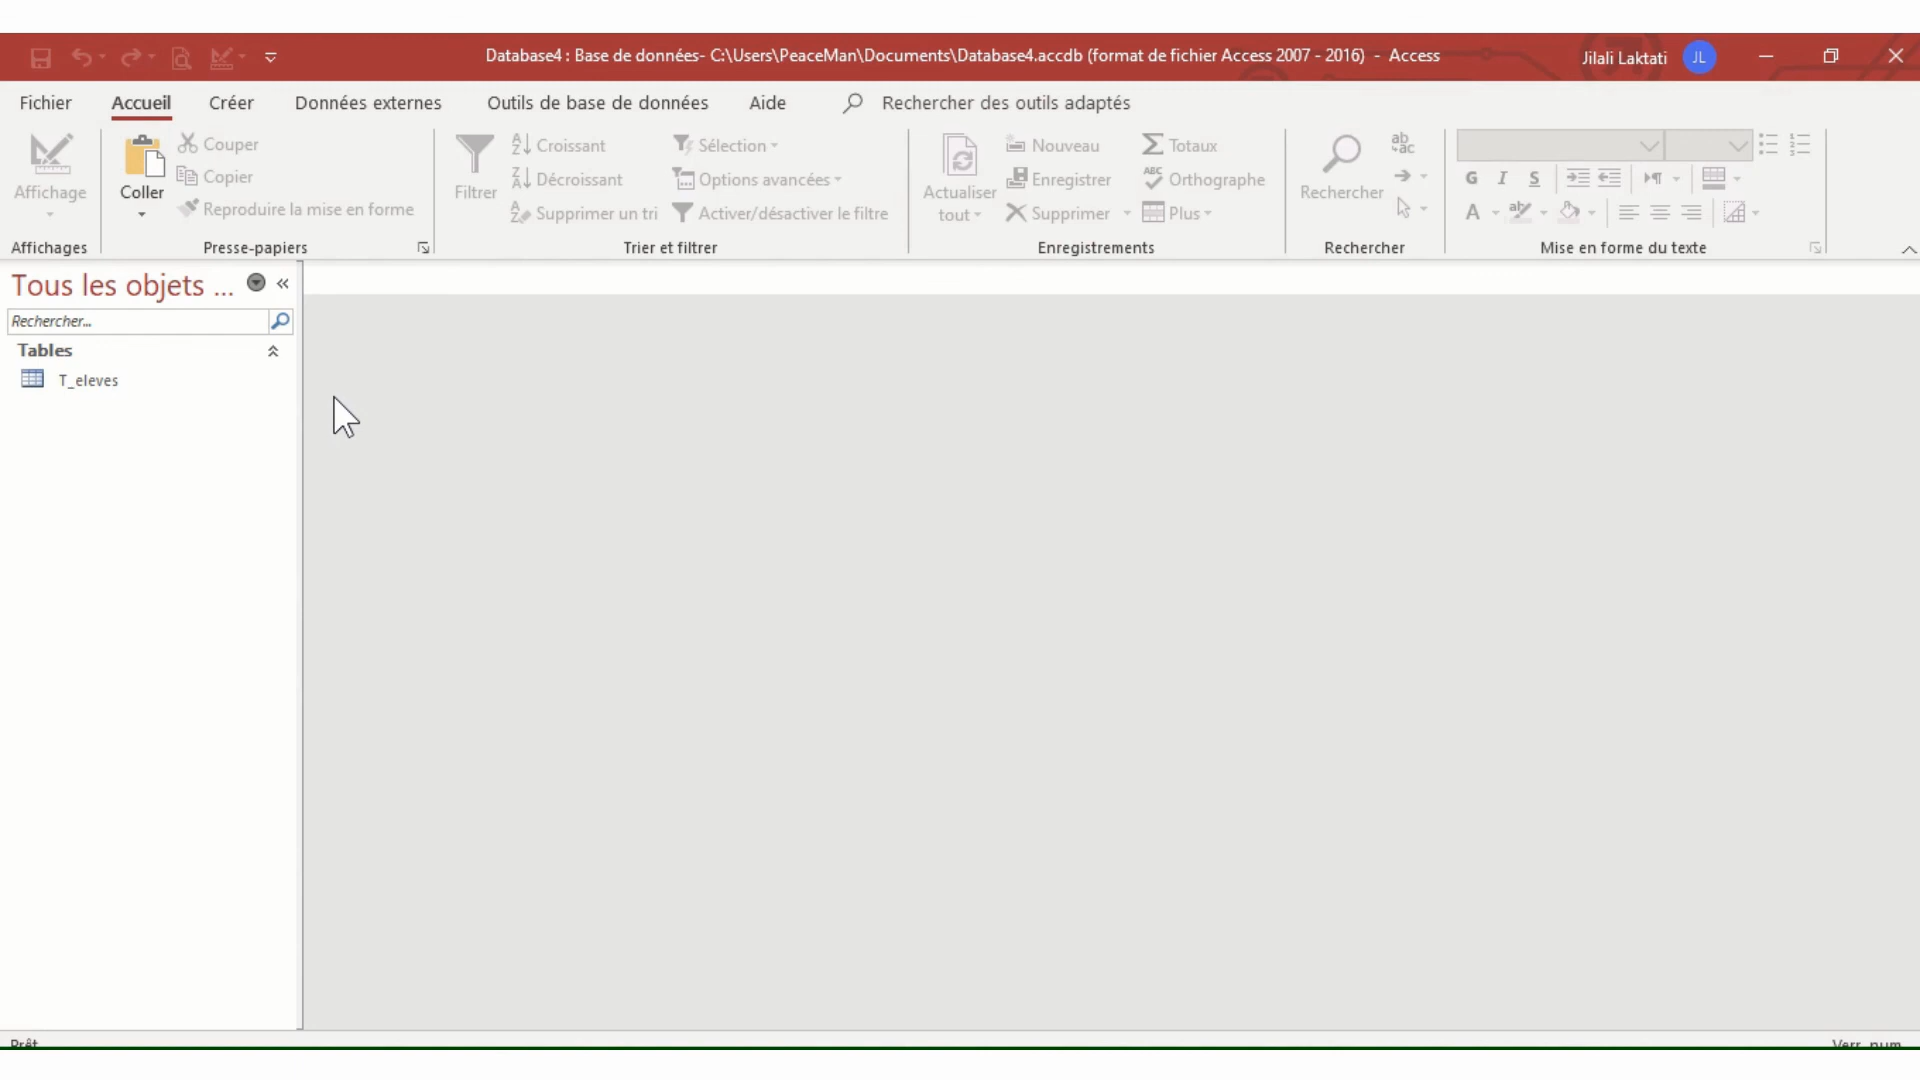 Database4 : Base de données- C:\Users\PeaceMan\Documents\Database4.accdb (format de fichier Access 2007 - 2016) - Access
Jilali Laktati
JL
Fichier Accueil Créer Données externes Outils de base de données Aide Rechercher des outils adaptés
Affichage
Affichages
Coller
Couper
Copier
Reproduire la mise en forme
Presse-papiers
Filtrer
Croissant
Décroissant
Supprimer un tri
Sélection
Options avancées
Activer/désactiver le filtre
Trier et filtrer
Actualiser
tout
Nouveau
Enregistrer
Supprimer
Totaux
Orthographe
Plus
Enregistrements
Rechercher
Rechercher
G I S
A
Mise en forme du texte
Tous les objets ...
Rechercher...
Tables
T_eleves
Prêt
Verr. num